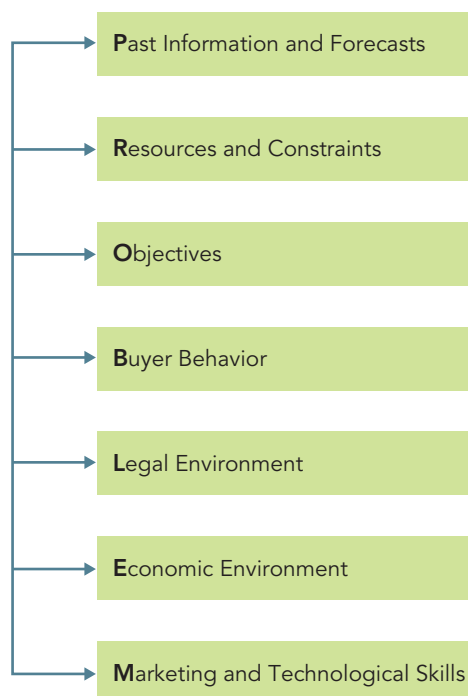 Past Information and Forecasts
Resources and Constraints
Objectives
Buyer Behavior
Legal Environment
Economic Environment
Marketing and Technological Skills